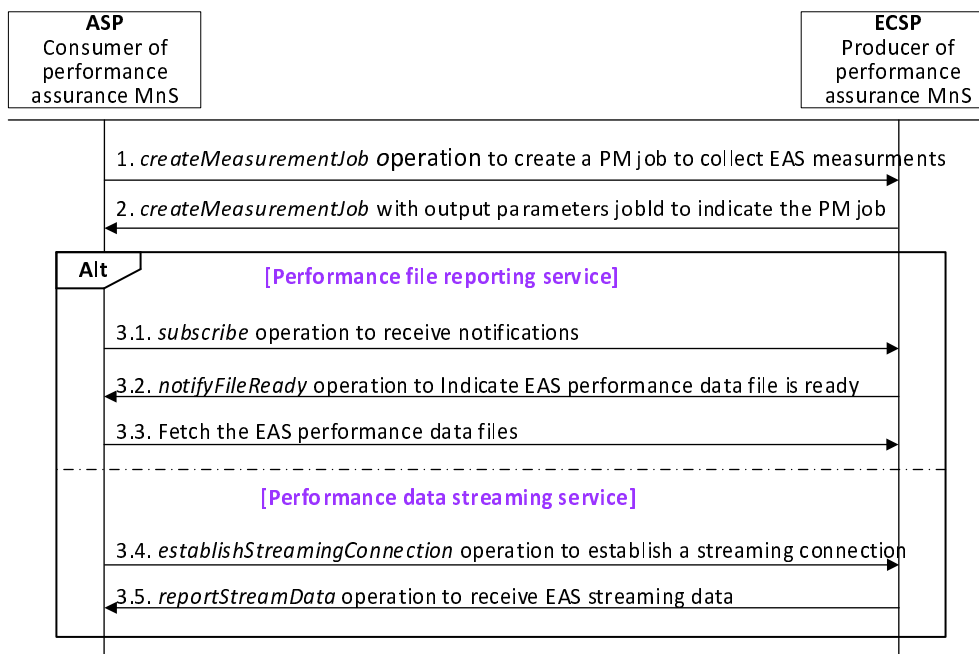 ASP
Consumer of
performance
assurance MnS
ECSP
Producer of
performance
assurance MnS
1. createMeasurementJob operation to create a PM job to collect EAS measurments
2. createMeasurementJob with output parameters jobId to indicate the PM job
Alt
[Performance file reporting service]
3.1. subscribe operation to receive notifications
3.2. notifyFileReady operation to Indicate EAS performance data file is ready
3.3. Fetch the EAS performance data files
[Performance data streaming service]
3.4. establishStreamingConnection operation to establish a streaming connection
3.5. reportStreamData operation to receive EAS streaming data